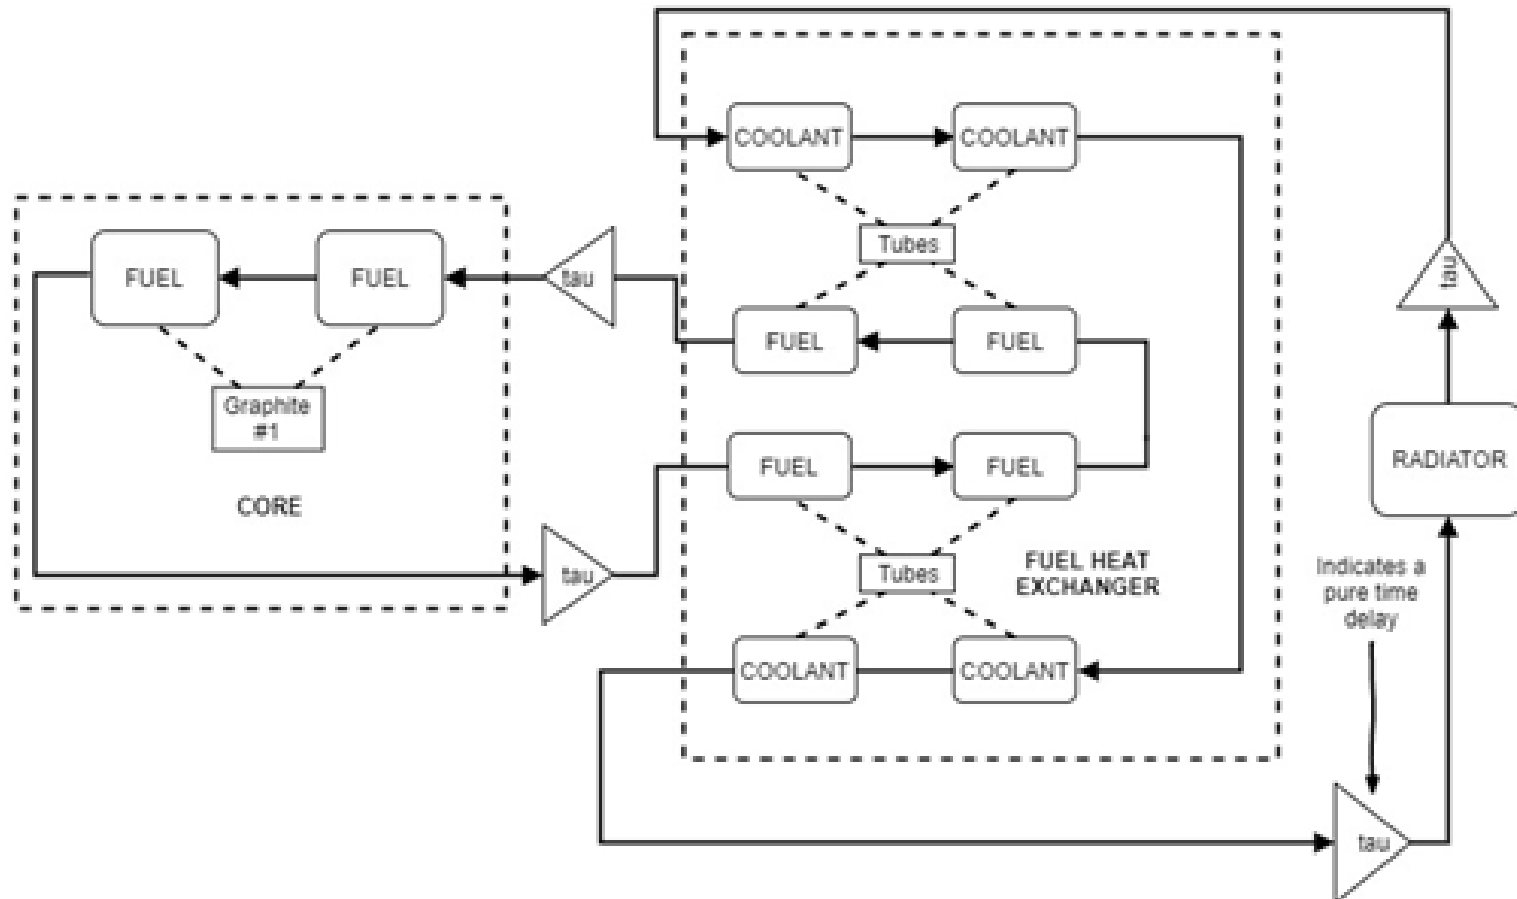 COOLANT
COOLANT
Tubes
FUEL
FUEL
tau
tau
FUEL
FUEL
Graphite
#1
FUEL
FUEL
RADIATOR
CORE
tau
Tubes
FUEL HEAT
EXCHANGER
Indicates a
pure time
delay
COOLANT
COOLANT
tau